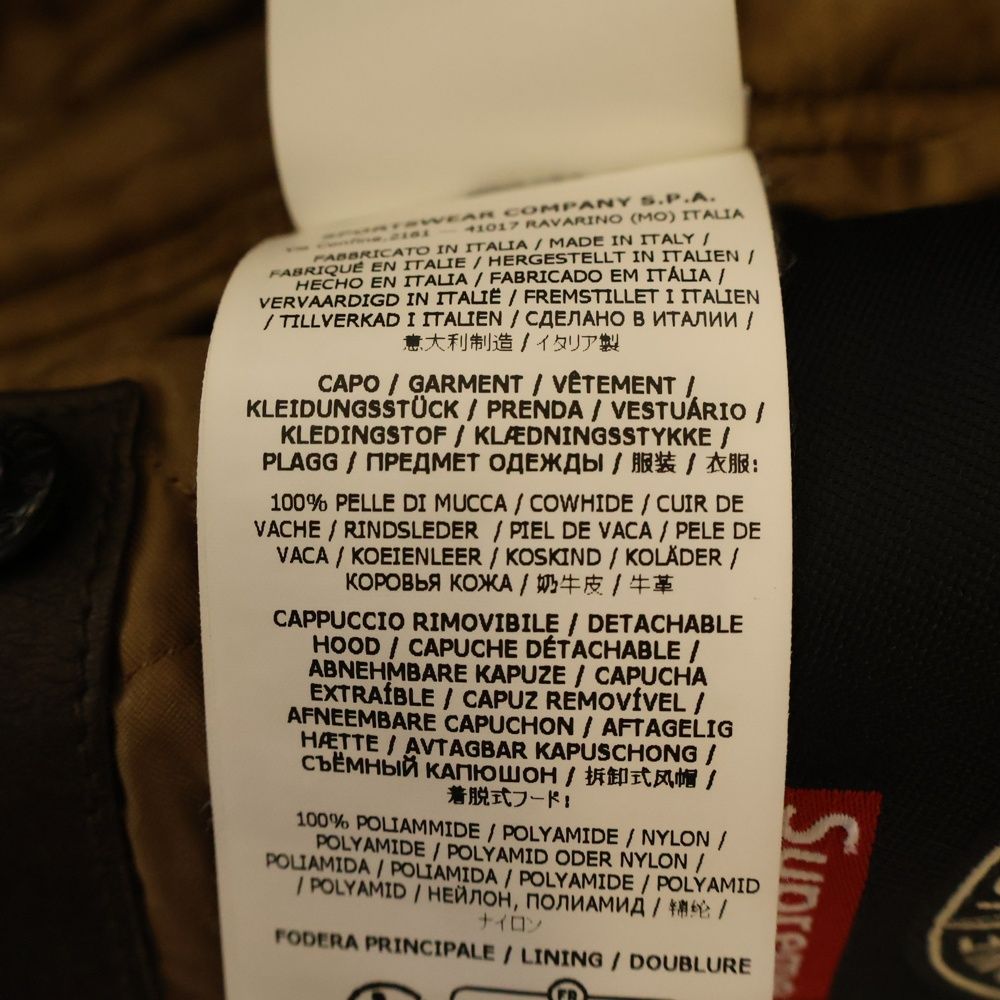 SPORTSWEAR COMPANY S.P.A.
Via Confine, 2161 — 41017 RAVARINO (MO) ITALIA
FABBRICATO IN ITALIA / MADE IN ITALY /
FABRIQUÉ EN ITALIE / HERGESTELLT IN ITALIEN /
HECHO EN ITALIA / FABRICADO EM ITÁLIA /
VERVAARDIGD IN ITALIË / FREMSTILLET I ITALIEN
/ TILLVERKAD I ITALIEN / СДЕЛАНО В ИТАЛИИ /
意大利制造 / イタリア製
CAPO / GARMENT / VÊTEMENT /
KLEIDUNGSSTÜCK / PRENDA / VESTUÁRIO /
KLEDINGSTOF / KLÆDNINGSSTYKKE /
PLAGG / ПРЕДМЕТ ОДЕЖДЫ / 服装 / 衣服:
100% PELLE DI MUCCA / COWHIDE / CUIR DE
VACHE / RINDSLEDER / PIEL DE VACA / PELE DE
VACA / KOEIENLEER / KOSKIND / KOLÄDER /
КОРОВЬЯ КОЖА / 奶牛皮 / 牛革
CAPPUCCIO RIMOVIBILE / DETACHABLE
HOOD / CAPUCHE DÉTACHABLE /
ABNEHMBARE KAPUZE / CAPUCHA
EXTRAÍBLE / CAPUZ REMOVÍVEL /
AFNEEMBARE CAPUCHON / AFTAGELIG
HÆTTE / AVTAGBAR KAPUSCHONG /
СЪЁМНЫЙ КАПЮШОН / 拆卸式风帽 /
着脱式フード:
100% POLIAMMIDE / POLYAMIDE / NYLON /
POLYAMIDE / POLYAMID ODER NYLON /
POLIAMIDA / POLIAMIDA / POLYAMIDE / POLYAMID
/ POLYAMID / НЕЙЛОН, ПОЛИАМИД / 锦纶 /
ナイロン
FODERA PRINCIPALE / LINING / DOUBLURE
FR
Supreme